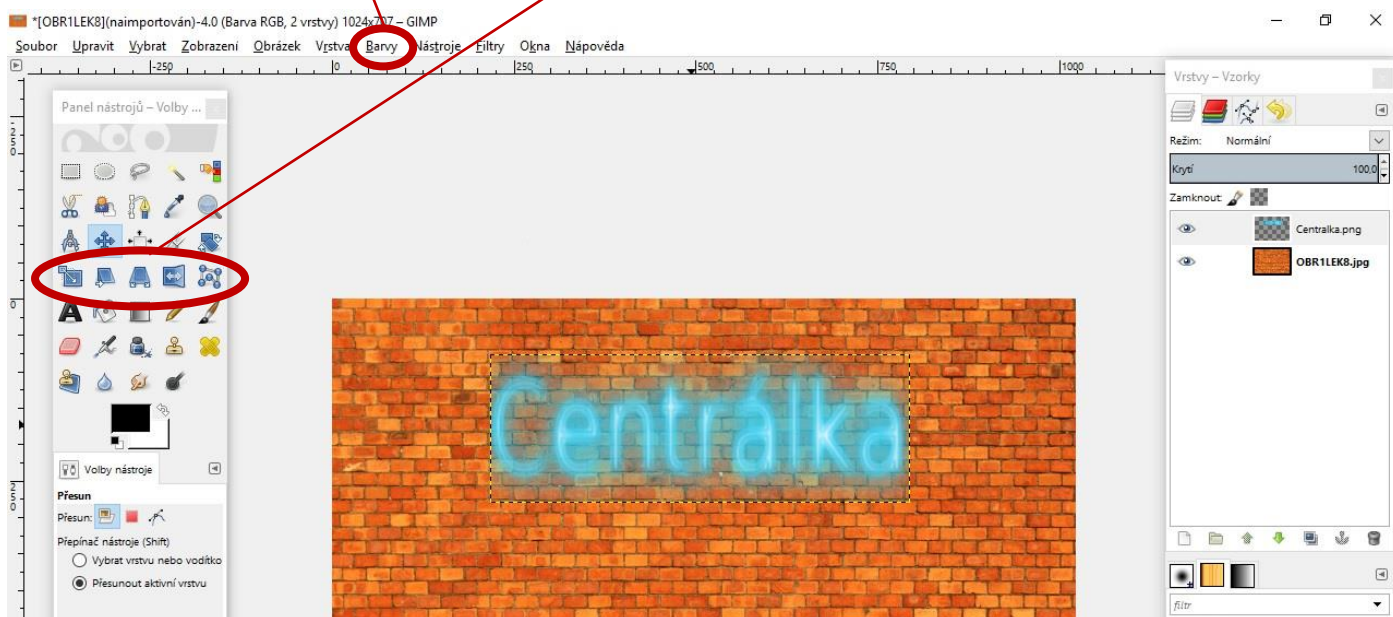 *[OBR1LEK8](naimportován)-4.0 (Barva RGB, 2 vrstvy) 1024x707 – GIMP
Soubor Upravit Vybrat Zobrazení Obrázek Vrstva Barvy Nástroje Filtry Okna Nápověda
-250 0 250 500 750 1000
Panel nástrojů – Volby ...
Vrstvy – Vzorky
250
Režim: Normální
Krytí 100,0
Zamknout:
Centralka.png
OBR1LEK8.jpg
0
Centrálka
Volby nástroje
250
Přesun
Přesun:
Přepínač nástroje (Shift)
Vybrat vrstvu nebo vodítko
Přesunout aktivní vrstvu
filtr